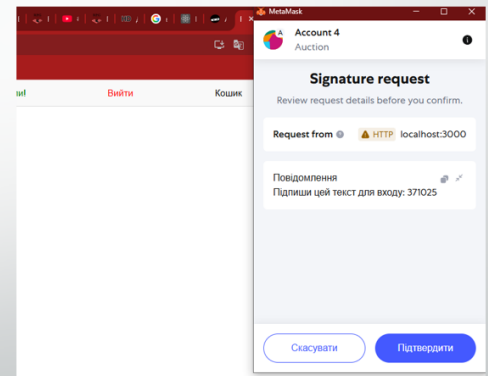 MetaMask
Account 4
Auction
Signature request
Review request details before you confirm.
Request from
HTTP
localhost:3000
Вийти
Кошик
Повідомлення
Підпиши цей текст для входу: 371025
Скасувати
Підтвердити